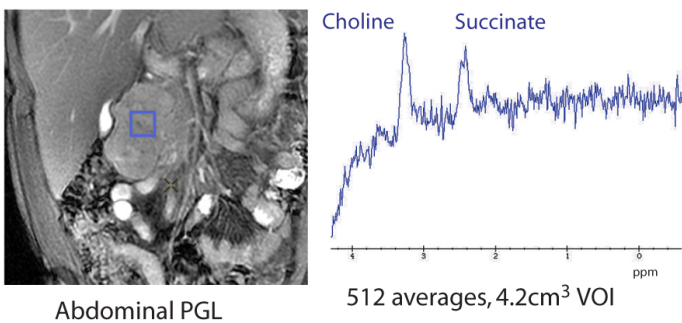 Choline Succinate
4 3 2 1 0
ppm
Abdominal PGL
512 averages, 4.2cm³ VOI